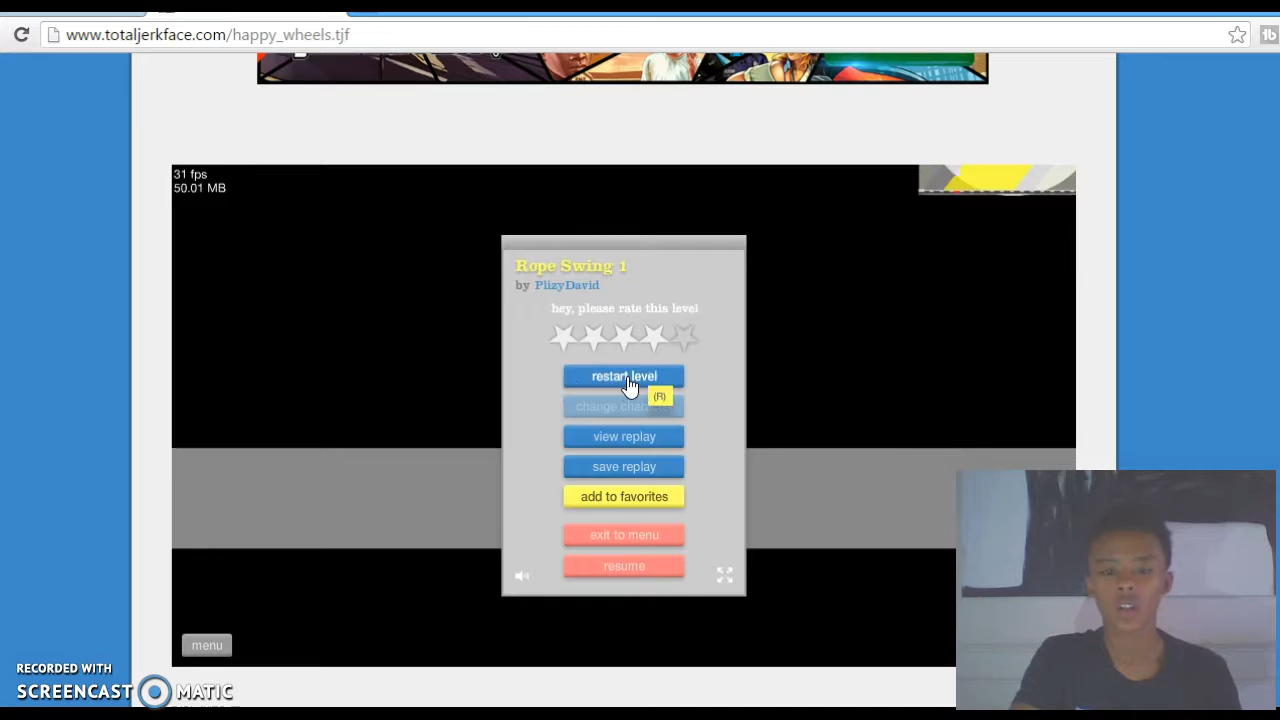 www.totaljerkface.com/happy_wheels.tjf
31 fps
50.01 MB
Rope Swing 1
by PlizyDavid
hey, please rate this level
restart level
(R)
view replay
save replay
add to favorites
exit to menu
resume
menu
RECORDED WITH
SCREENCAST MATIC